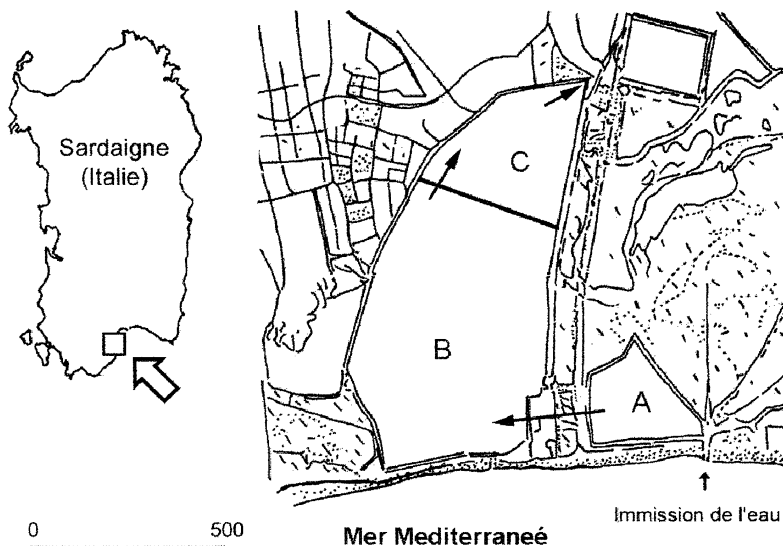 Sardaigne
(Italie)
C
B
A
0 500
Immission de l'eau
Mer Mediterraneé